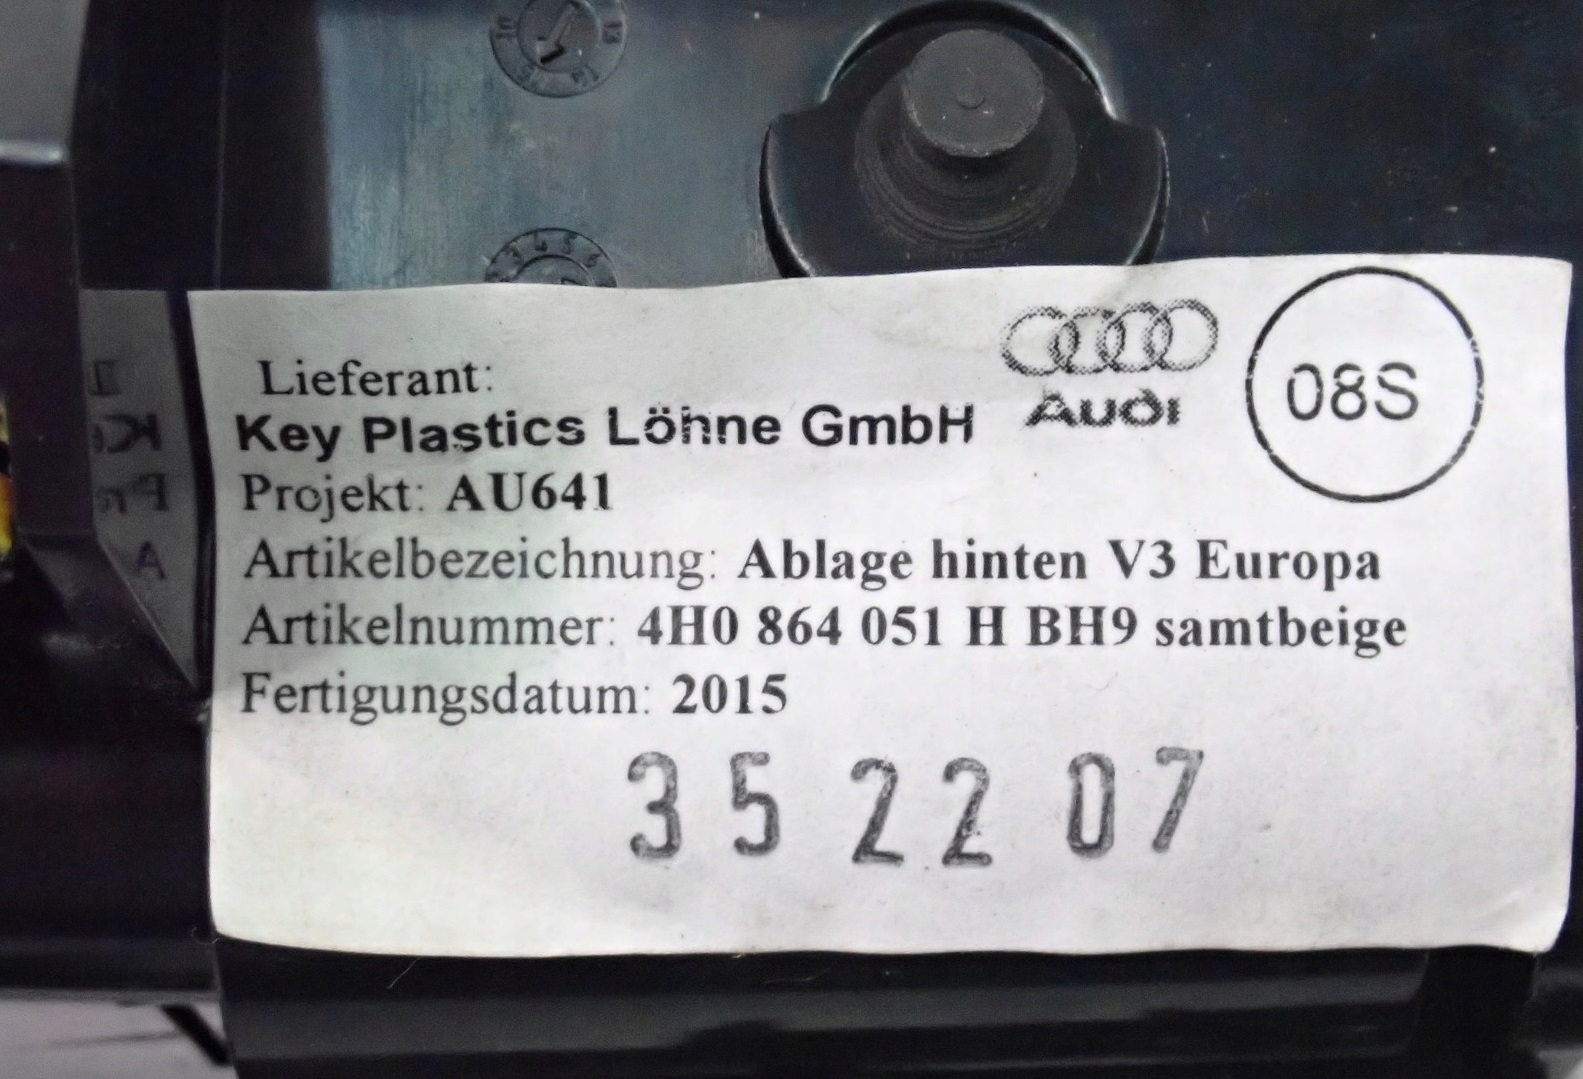 Lieferant:
Key Plastics Löhne GmbH
Audi
08S
Projekt: AU641
Artikelbezeichnung: Ablage hinten V3 Europa
Artikelnummer: 4H0 864 051 H BH9 samtbeige
Fertigungsdatum: 2015
35 22 07